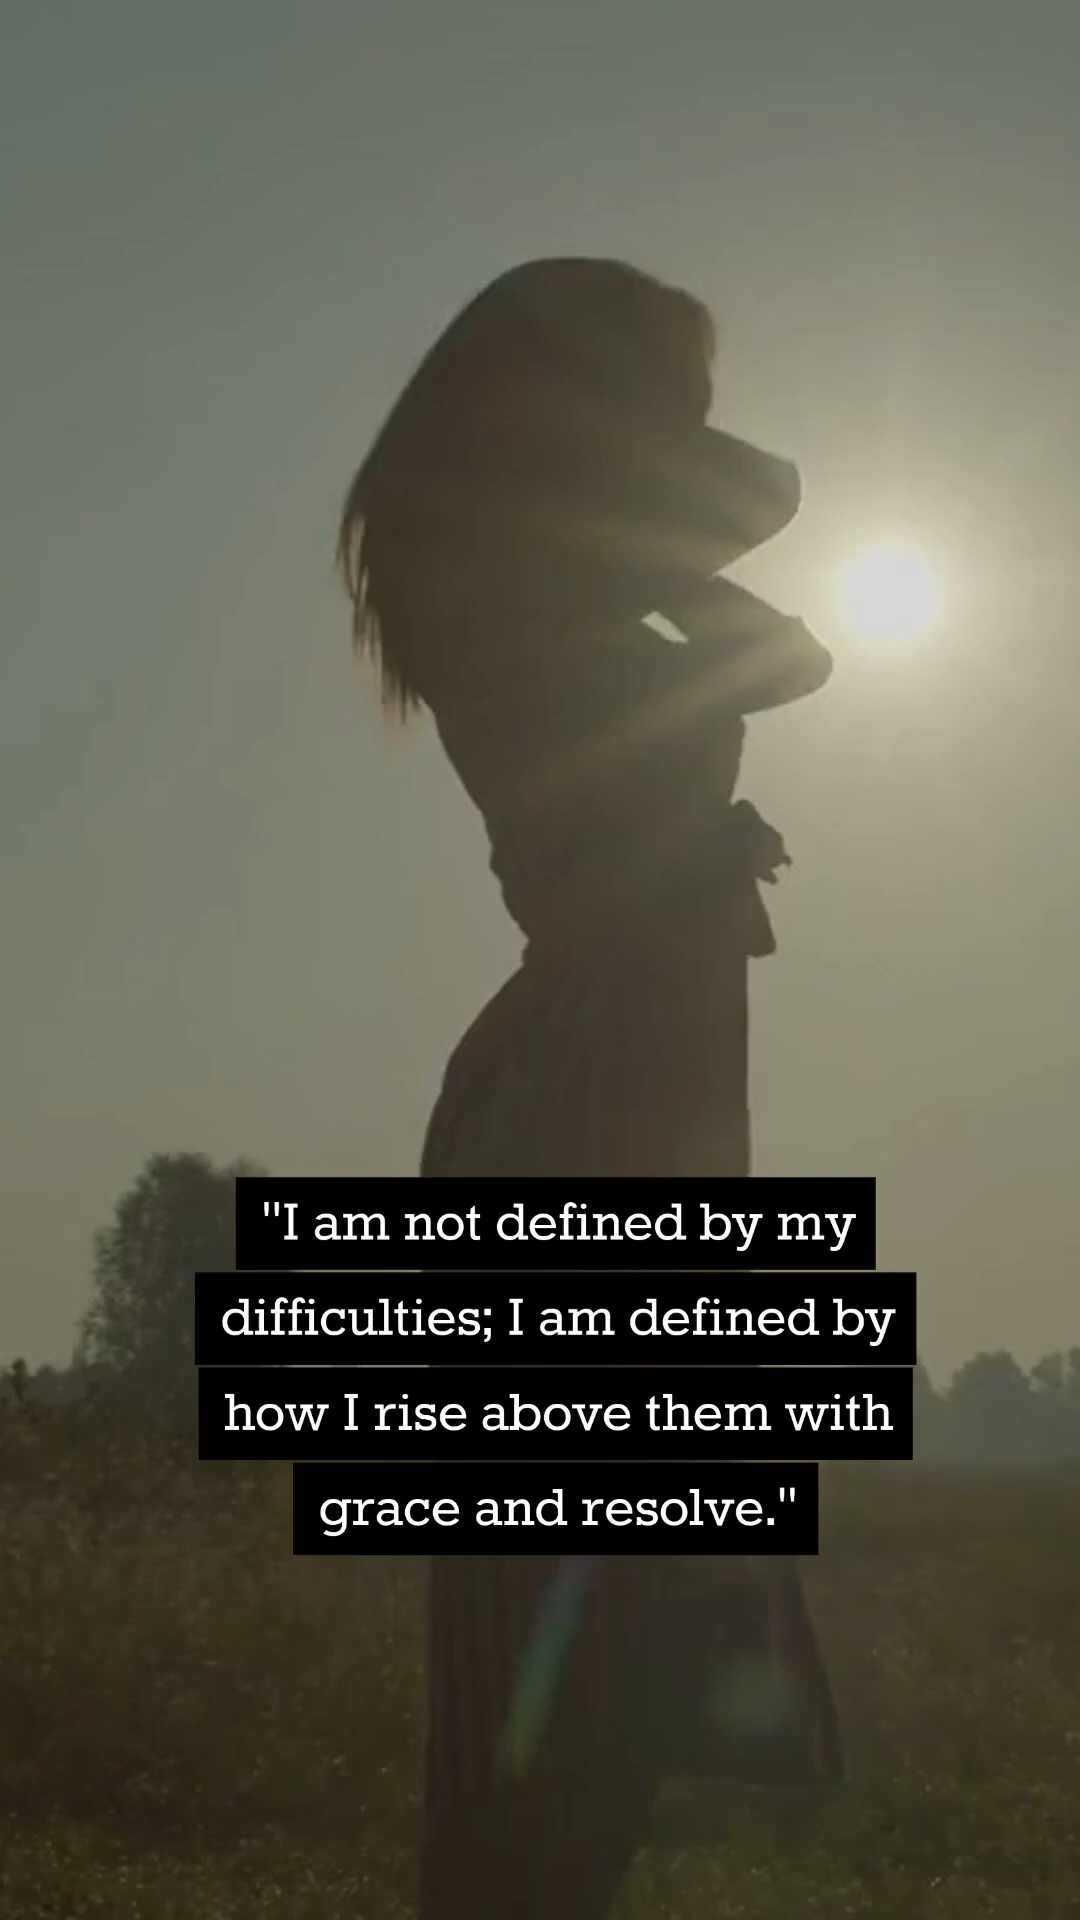 "I am not defined by my
difficulties; I am defined by
how I rise above them with
grace and resolve."